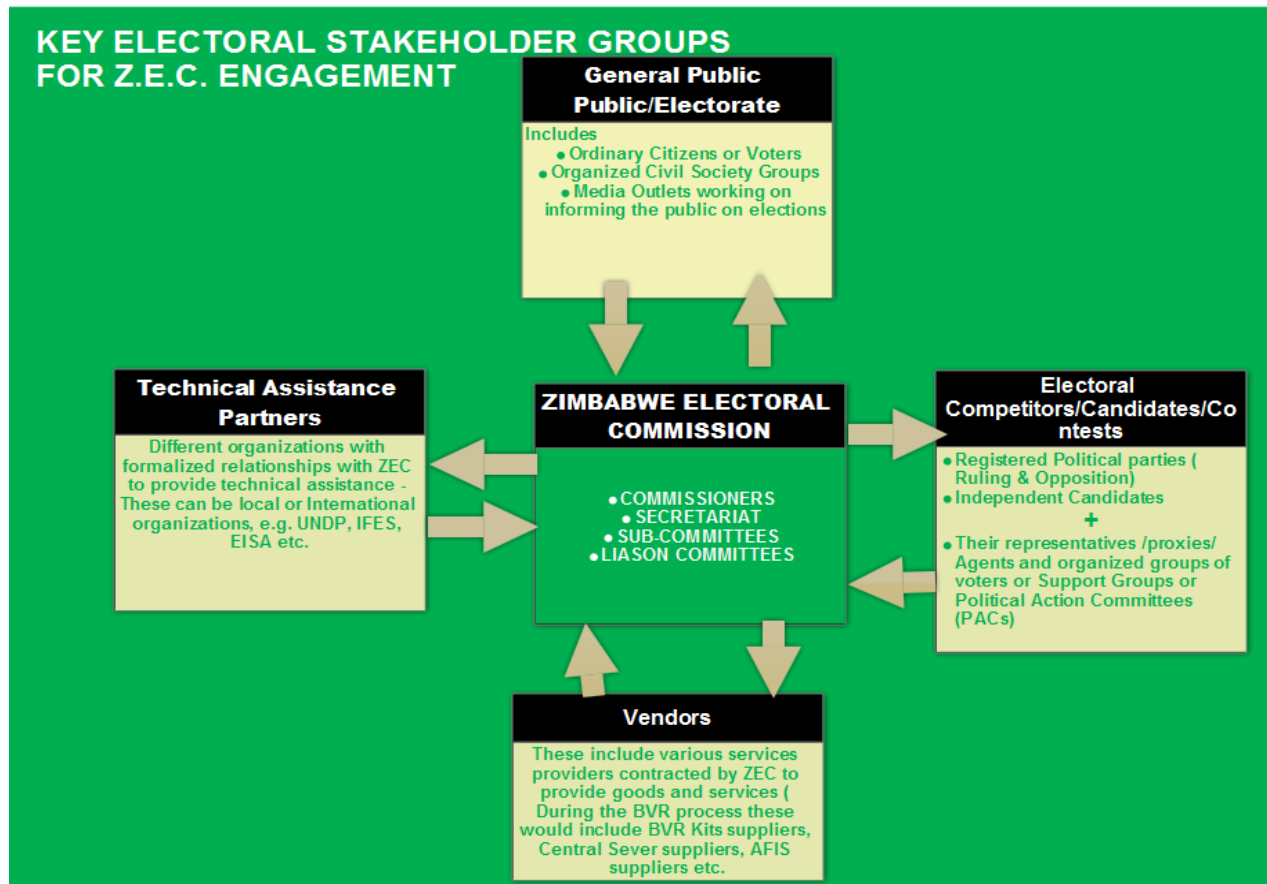 KEY ELECTORAL STAKEHOLDER GROUPS
FOR Z.E.C. ENGAGEMENT
General Public
Public/Electorate
Includes
● Ordinary Citizens or Voters
● Organized Civil Society Groups
● Media Outlets working on
informing the public on elections
Technical Assistance
Partners
Different organizations with
formalized relationships with ZEC
to provide technical assistance -
These can be local or International
organizations, e.g. UNDP, IFES,
EISA etc.
ZIMBABWE ELECTORAL
COMMISSION
● COMMISSIONERS
● SECRETARIAT
● SUB-COMMITTEES
● LIASON COMMITTEES
Electoral
Competitors/Candidates/Co
ntests
● Registered Political parties (
Ruling & Opposition)
● Independent Candidates
+
● Their representatives /proxies/
Agents and organized groups of
voters or Support Groups or
Political Action Committees
(PACs)
Vendors
These include various services
providers contracted by ZEC to
provide goods and services (
During the BVR process these
would include BVR Kits suppliers,
Central Sever suppliers, AFIS
suppliers etc.